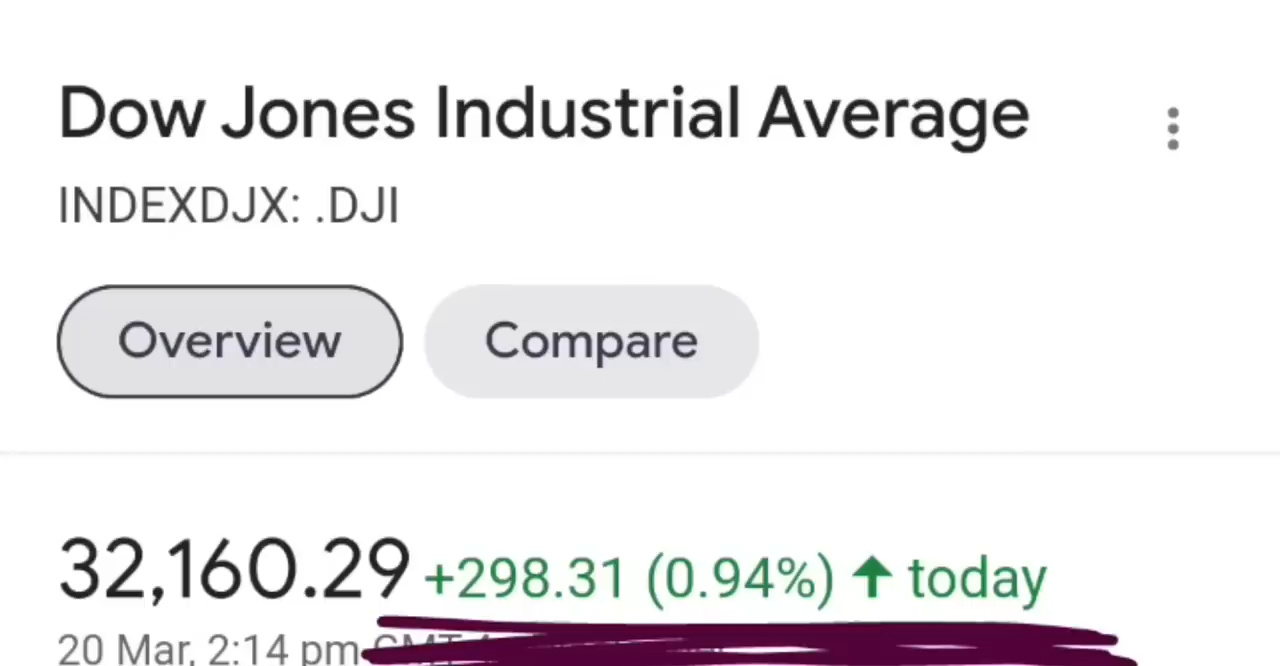 Dow Jones Industrial Average
INDEXDJX: .DJI
Overview Compare
32,160.29 +298.31 (0.94%) ↑ today
20 Mar, 2:14 pm GMT